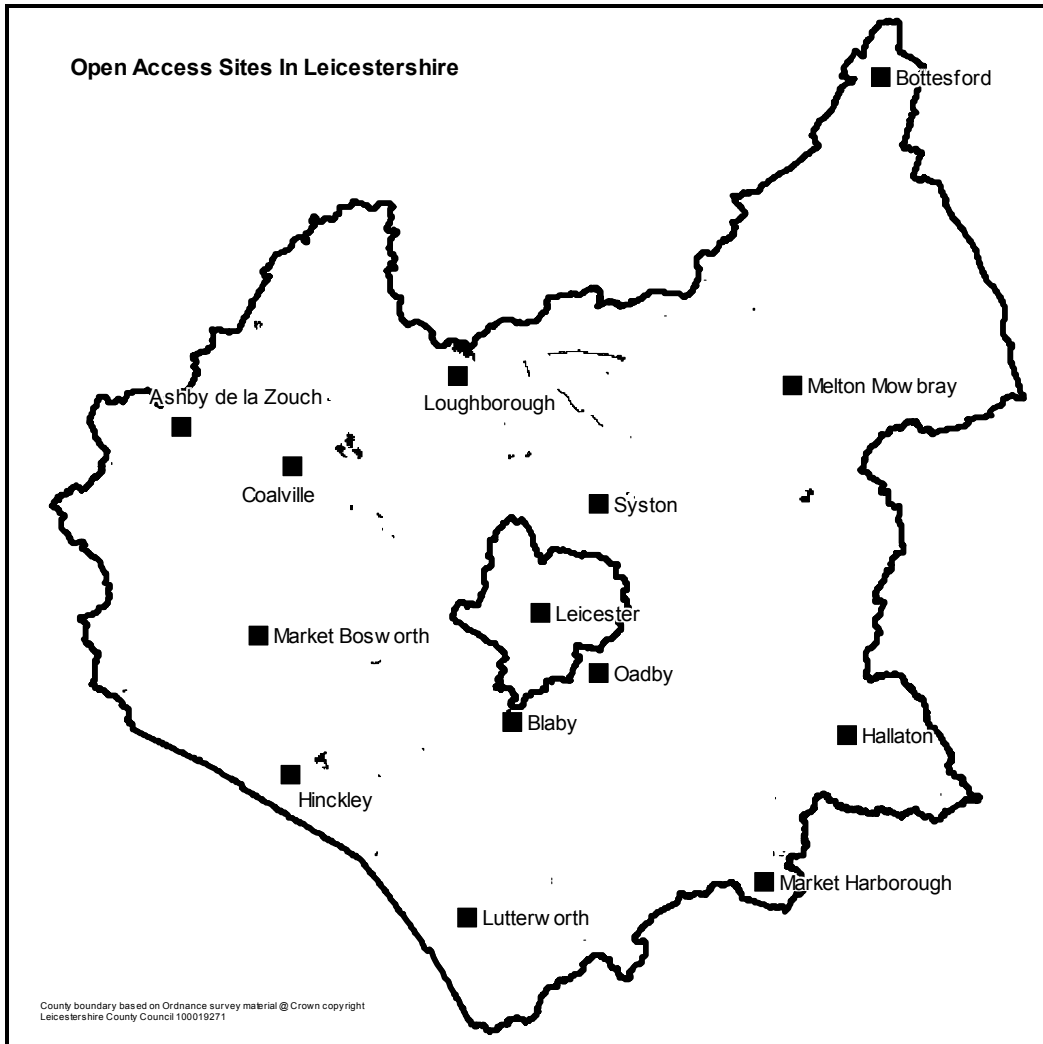 Open Access Sites In Leicestershire
Bottesford
Melton Mowbray
Ashby de la Zouch
Loughborough
Coalville
Syston
Leicester
Market Bosworth
Oadby
Blaby
Hallaton
Hinckley
Market Harborough
Lutterworth
County boundary based on Ordnance survey material @ Crown copyright
Leicestershire County Council 100019271